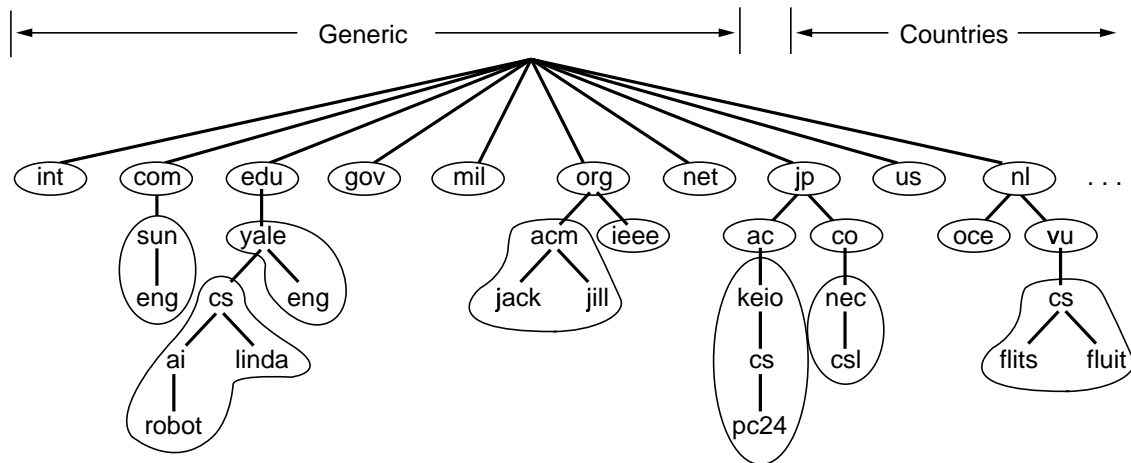 Generic Countries
int com edu gov mil org net jp us nl . . .
sun yale acm ieee ac co oce vu
eng cs eng jack jill keio nec cs
ai linda cs csl flits fluit
robot pc24